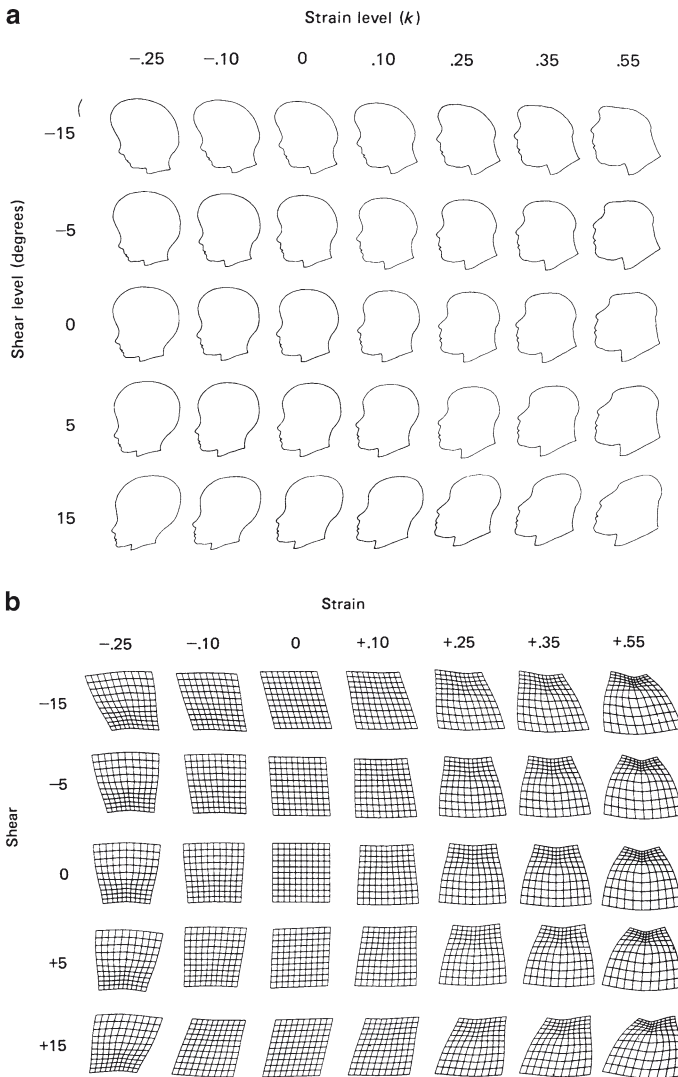 a
Strain level (k)
−.25 −.10 0 .10 .25 .35 .55
−15
−5
0
5
15
Shear level (degrees)
b
Strain
−.25 −.10 0 +.10 +.25 +.35 +.55
−15
−5
0
+5
+15
Shear